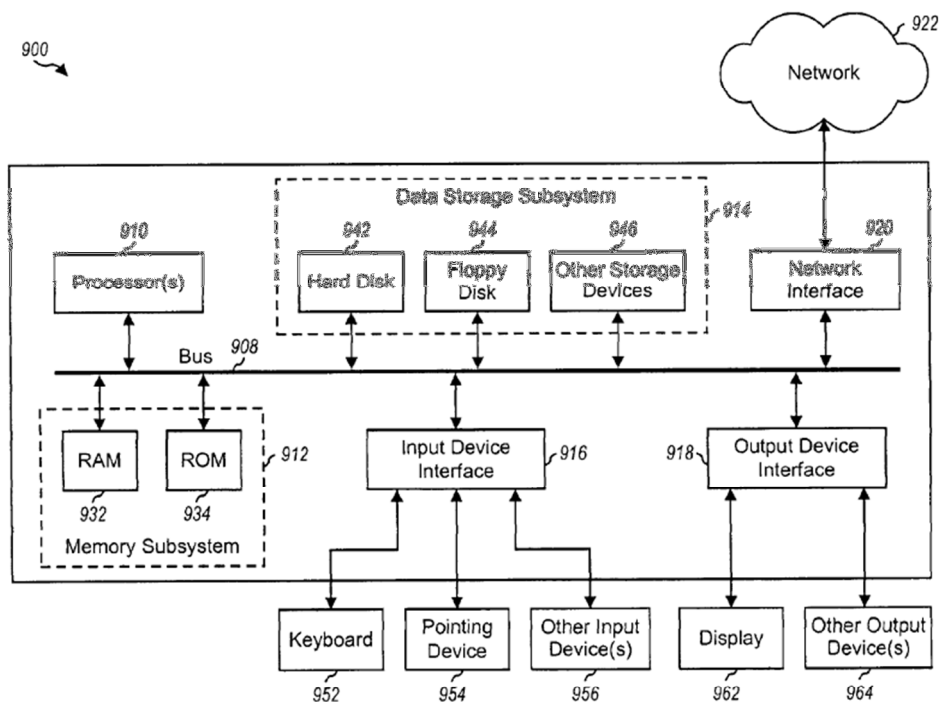 900
922
Network
Data Storage Subsystem
914
910
942
944
946
920
Processor(s)
Hard Disk
Floppy
Disk
Other Storage
Devices
Network
Interface
Bus
908
RAM
ROM
912
932
934
Memory Subsystem
Input Device
Interface
916
918
Output Device
Interface
Keyboard
Pointing
Device
Other Input
Device(s)
Display
Other Output
Device(s)
952
954
956
962
964